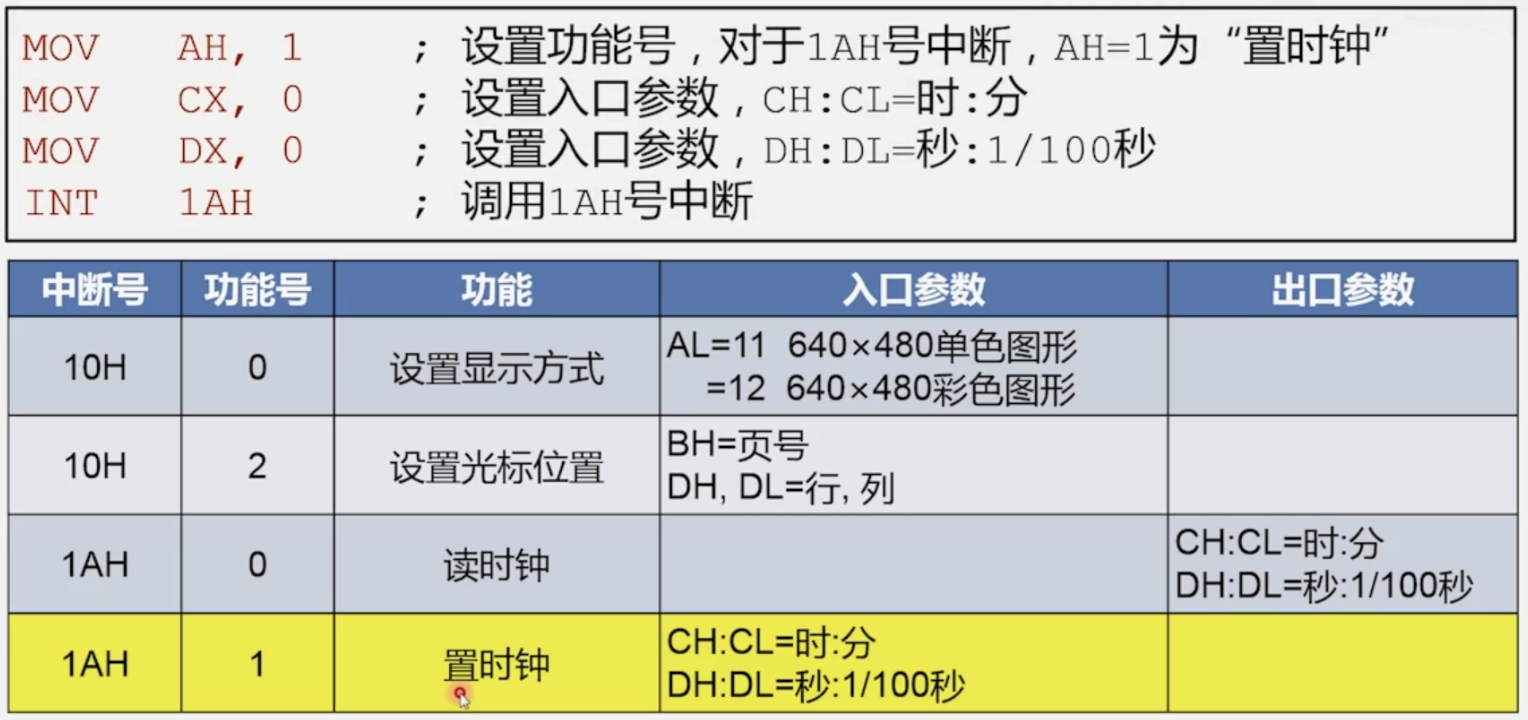 MOV AH, 1 ; 设置功能号，对于1AH号中断，AH=1为“置时钟”
MOV CX, 0 ; 设置入口参数，CH:CL=时:分
MOV DX, 0 ; 设置入口参数，DH:DL=秒:1/100秒
INT 1AH ; 调用1AH号中断
中断号 功能号 功能 入口参数 出口参数
10H 0 设置显示方式 AL=11 640×480单色图形
=12 640×480彩色图形
10H 2 设置光标位置 BH=页号
DH, DL=行, 列
1AH 0 读时钟 CH:CL=时:分
DH:DL=秒:1/100秒
1AH 1 置时钟 CH:CL=时:分
DH:DL=秒:1/100秒